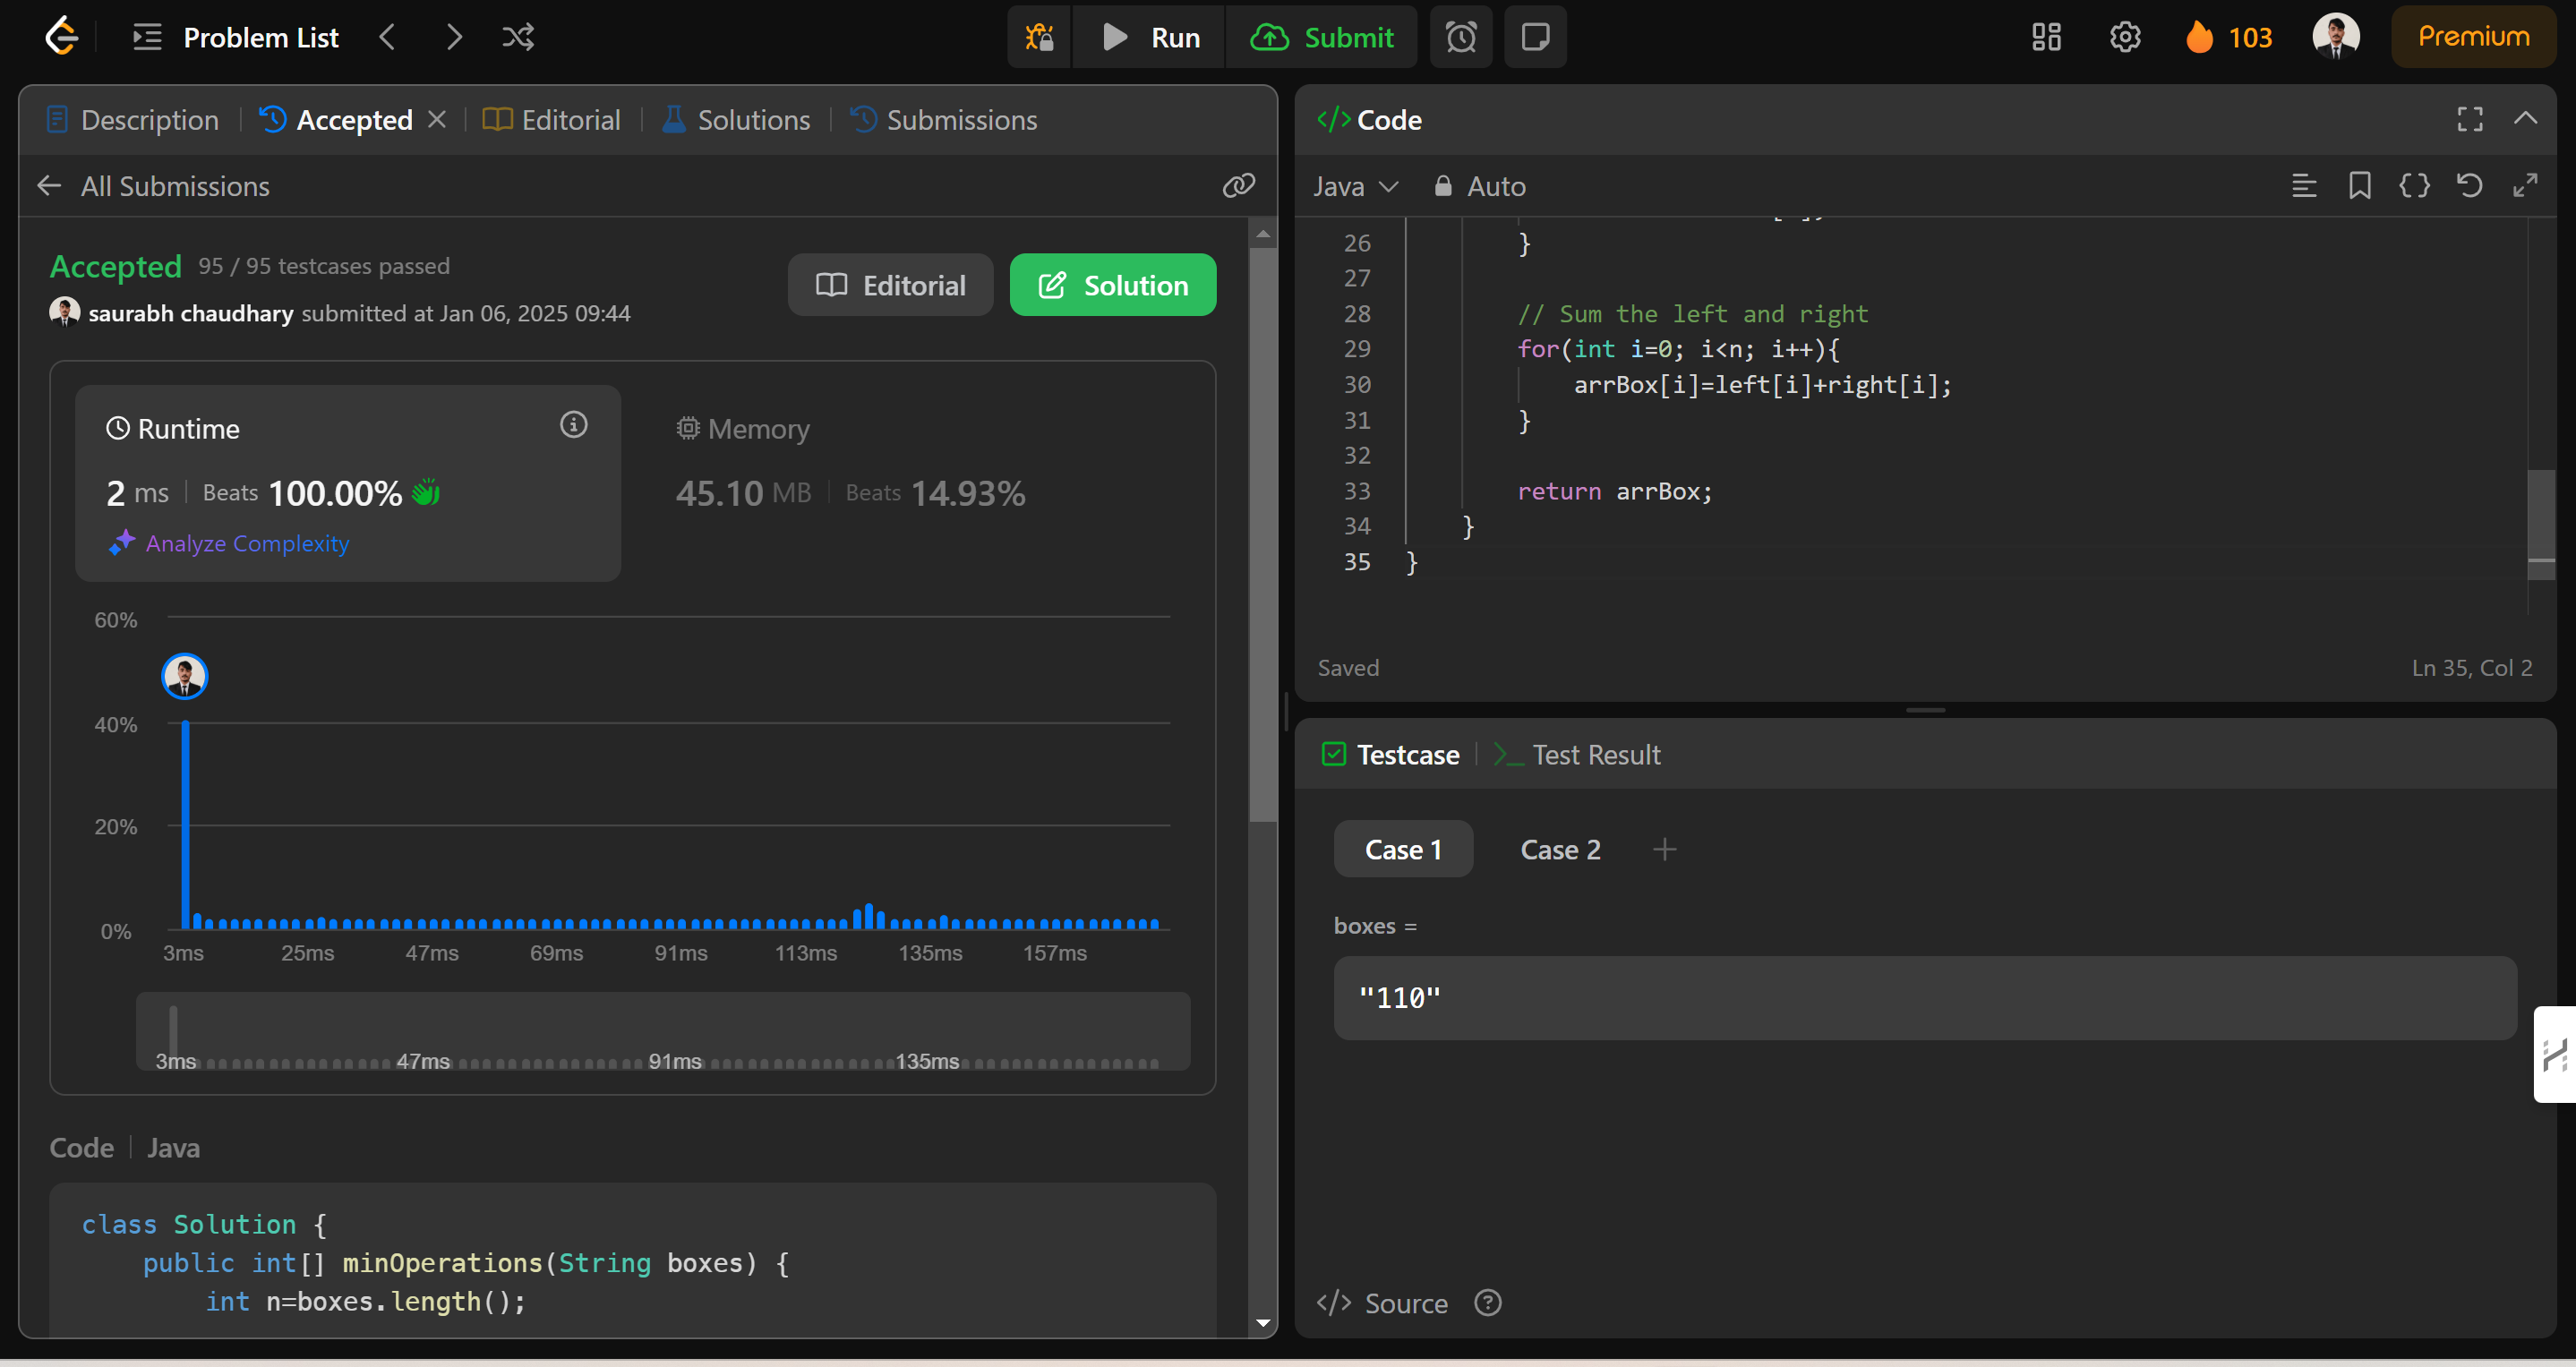 Problem List
Run
Submit
103
Premium
Description
Accepted
Editorial
Solutions
Submissions
All Submissions
Accepted 95 / 95 testcases passed
saurabh chaudhary submitted at Jan 06, 2025 09:44
Editorial
Solution
Runtime
2 ms Beats 100.00%
Analyze Complexity
Memory
45.10 MB Beats 14.93%
60%
40%
20%
0%
3ms 25ms 47ms 69ms 91ms 113ms 135ms 157ms
3ms 47ms 91ms 135ms
Code Java
class Solution {
public int[] minOperations(String boxes) {
int n=boxes.length();
</> Code
Java Auto
26 }
27
28 // Sum the left and right
29 for(int i=0; i<n; i++){
30 arrBox[i]=left[i]+right[i];
31 }
32
33 return arrBox;
34 }
35 }
Saved
Ln 35, Col 2
Testcase
Test Result
Case 1
Case 2
+
boxes =
"110"
</> Source